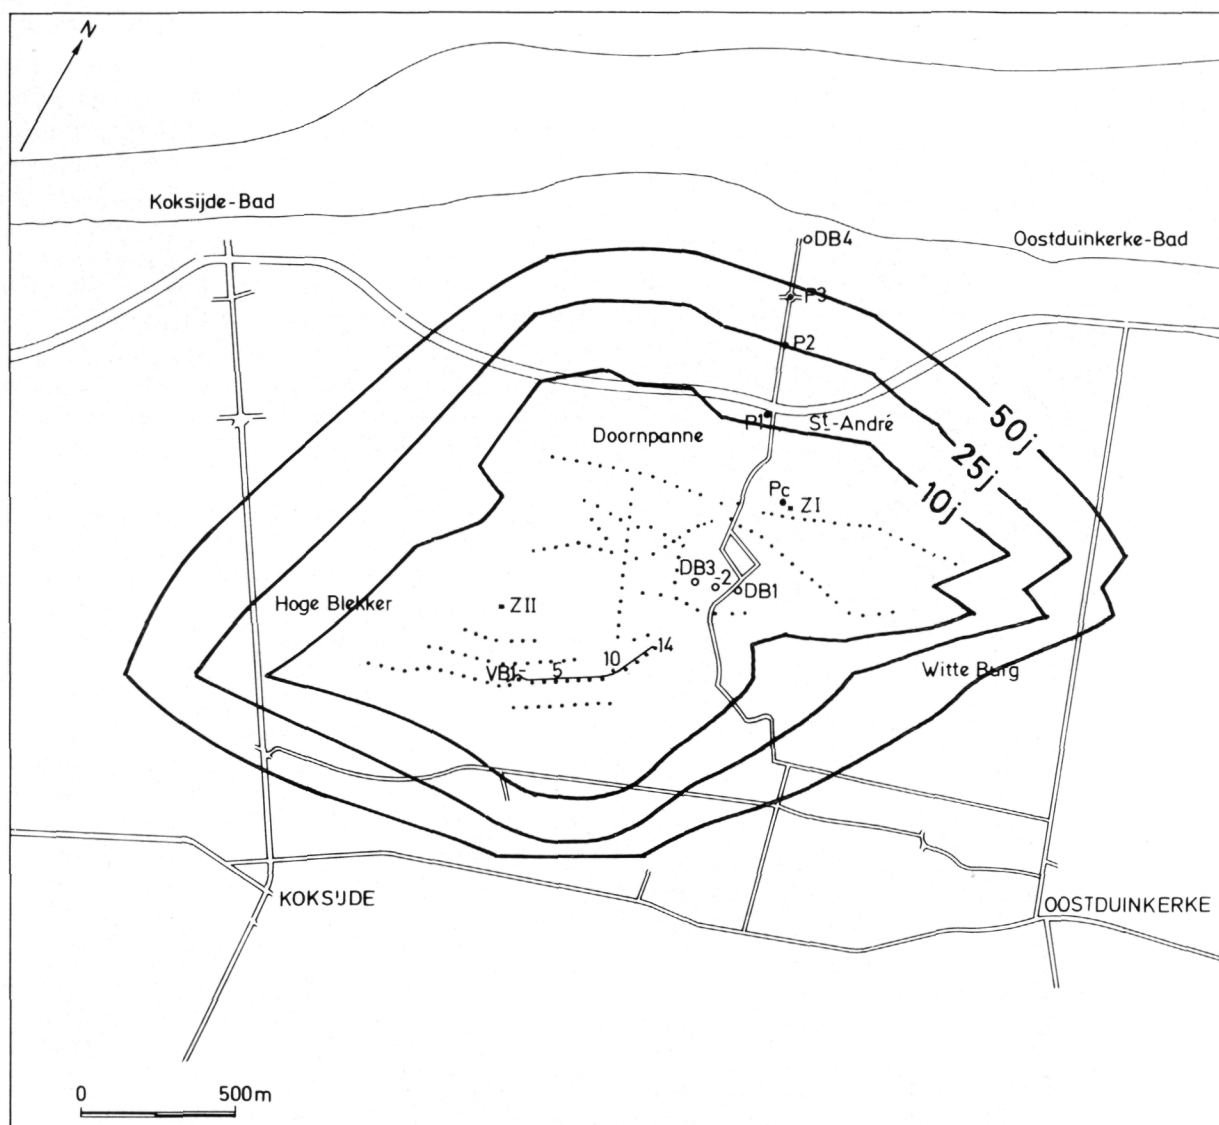 N
Koksijde-Bad
DB4
Oostduinkerke-Bad
P3
P2
50j
P1
St-André
Doornpanne
25j
10j
Pc
ZI
DB3
-2
DB1
Hoge Blekker
ZII
14
10
VB1-
5
Witte Burg
KOKSIJDE
OOSTDUINKERKE
0 500m